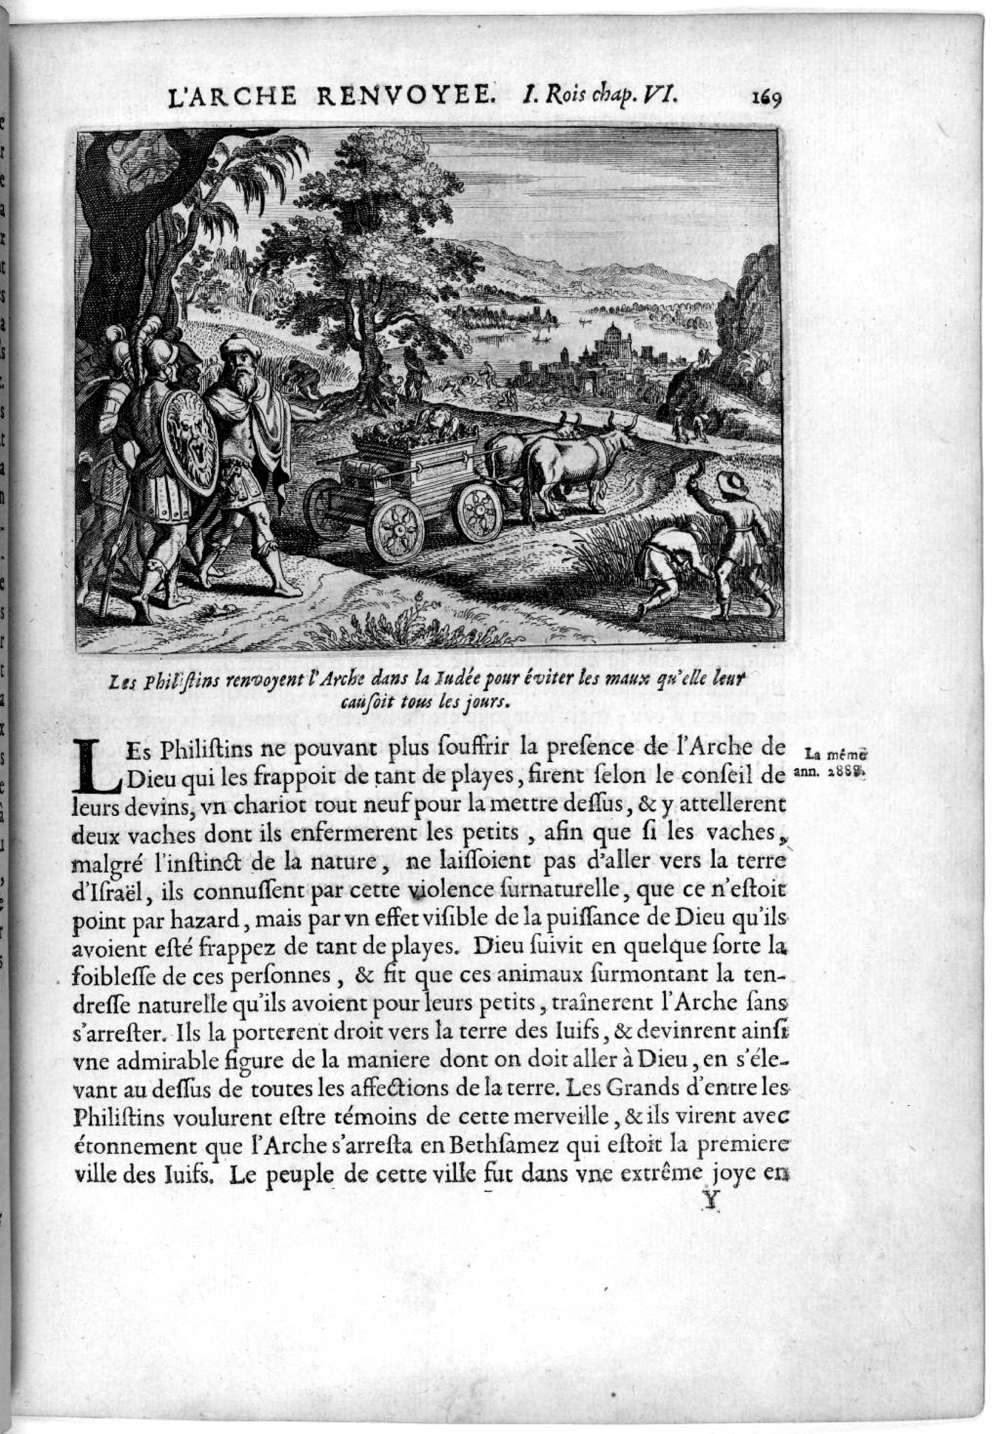 L'ARCHE RENVOYEE. I. Rois chap. VI. 169
Les Philiſtins renvoyent l'Arche dans la Iudée pour éviter les maux qu'elle leur
cauſoit tous les jours.
LEs Philiſtins ne pouvant plus ſouffrir la preſence de l'Arche de
Dieu qui les frappoit de tant de playes, firent ſelon le conſeil de
leurs devins, vn chariot tout neuf pour la mettre deſſus, & y attellerent
deux vaches dont ils enfermerent les petits, afin que ſi les vaches,
malgré l'inſtinct de la nature, ne laiſſoient pas d'aller vers la terre
d'Iſraël, ils connuſſent par cette violence ſurnaturelle, que ce n'eſtoit
point par hazard, mais par vn effet viſible de la puiſſance de Dieu qu'ils
avoient eſté frappez de tant de playes. Dieu ſuivit en quelque ſorte la
foibleſſe de ces perſonnes, & fit que ces animaux ſurmontant la ten-
dreſſe naturelle qu'ils avoient pour leurs petits, traînerent l'Arche ſans
s'arreſter. Ils la porterent droit vers la terre des Iuifs, & devinrent ainſi
vne admirable figure de la maniere dont on doit aller à Dieu, en s'éle-
vant au deſſus de toutes les affections de la terre. Les Grands d'entre les
Philiſtins voulurent eſtre témoins de cette merveille, & ils virent avec
étonnement que l'Arche s'arreſta en Bethſamez qui eſtoit la premiere
ville des Iuifs. Le peuple de cette ville fut dans vne extrême joye en
Y
La même
ann. 2888.